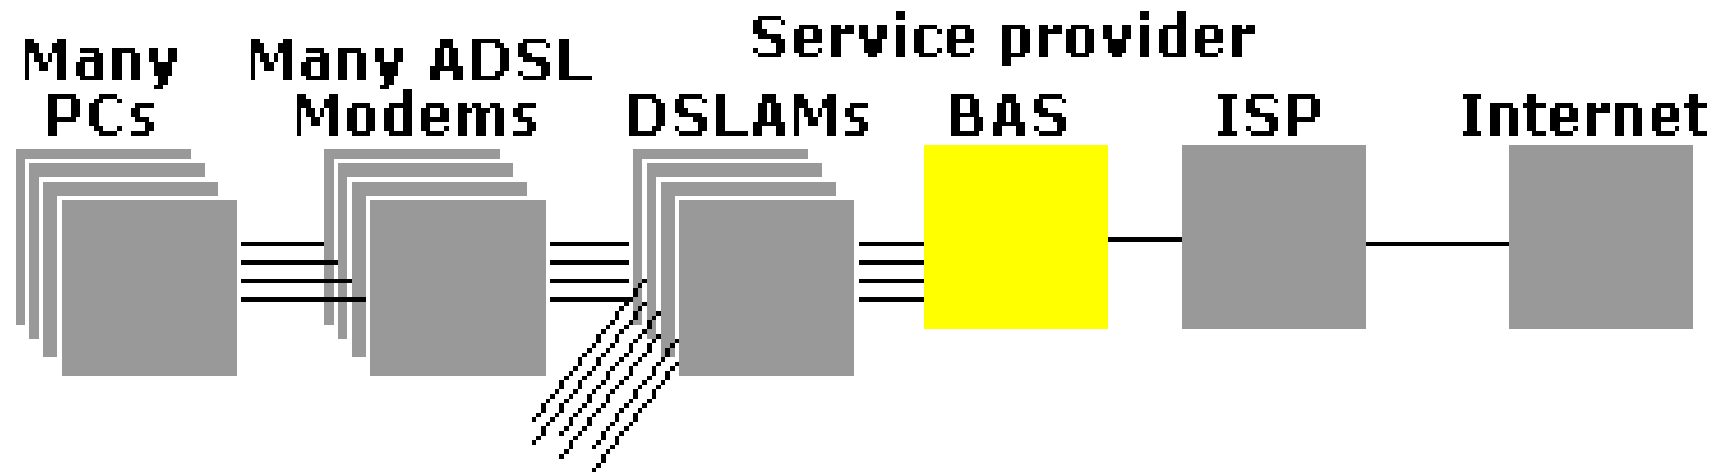 Service provider
Many
PCs
Many ADSL
Modems
DSLAMs
BAS
ISP
Internet